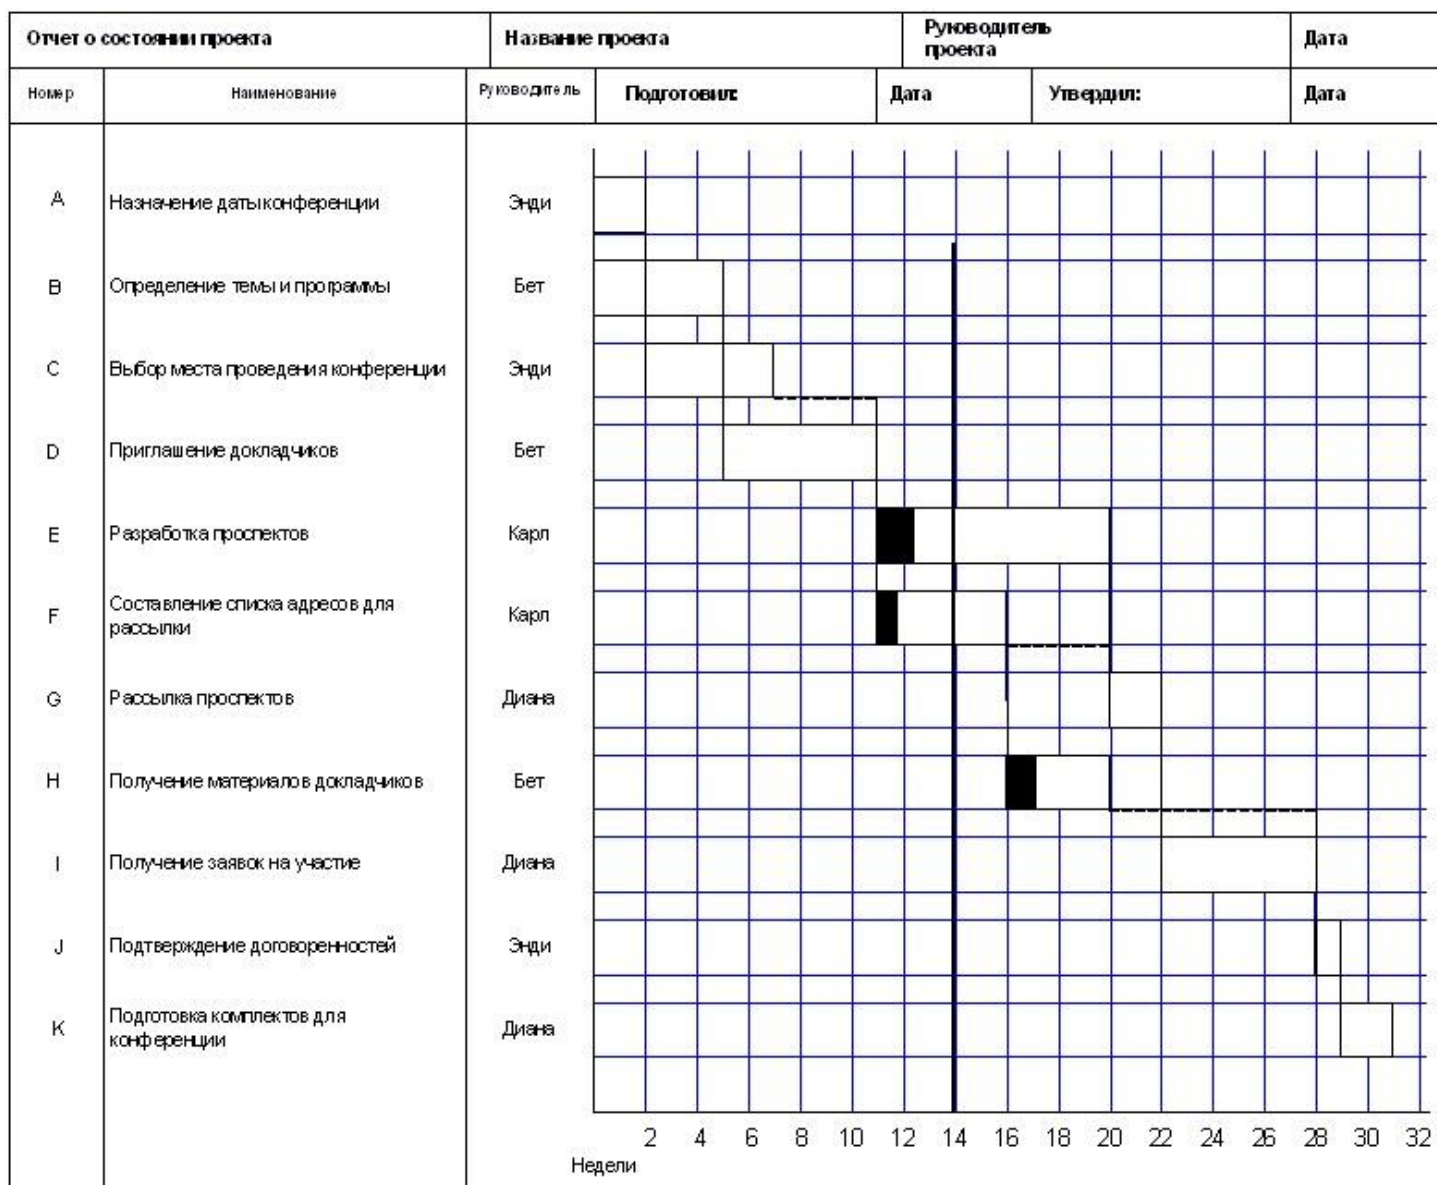 Отчет о состоянии проекта
Название проекта
Руководитель
проекта
Дата
Номер
Наименование
Руководитель
Подготовил:
Дата
Утвердил:
Дата
A
Назначение даты конференции
Энди
B
Определение темы и программы
Бет
C
Выбор места проведения конференции
Энди
D
Приглашение докладчиков
Бет
E
Разработка проспектов
Карл
F
Составление списка адресов для
рассылки
Карл
G
Рассылка проспектов
Диана
H
Получение материалов докладчиков
Бет
I
Получение заявок на участие
Диана
J
Подтверждение договоренностей
Энди
K
Подготовка комплектов для
конференции
Диана
2 4 6 8 10 12 14 16 18 20 22 24 26 28 30 32
Недели